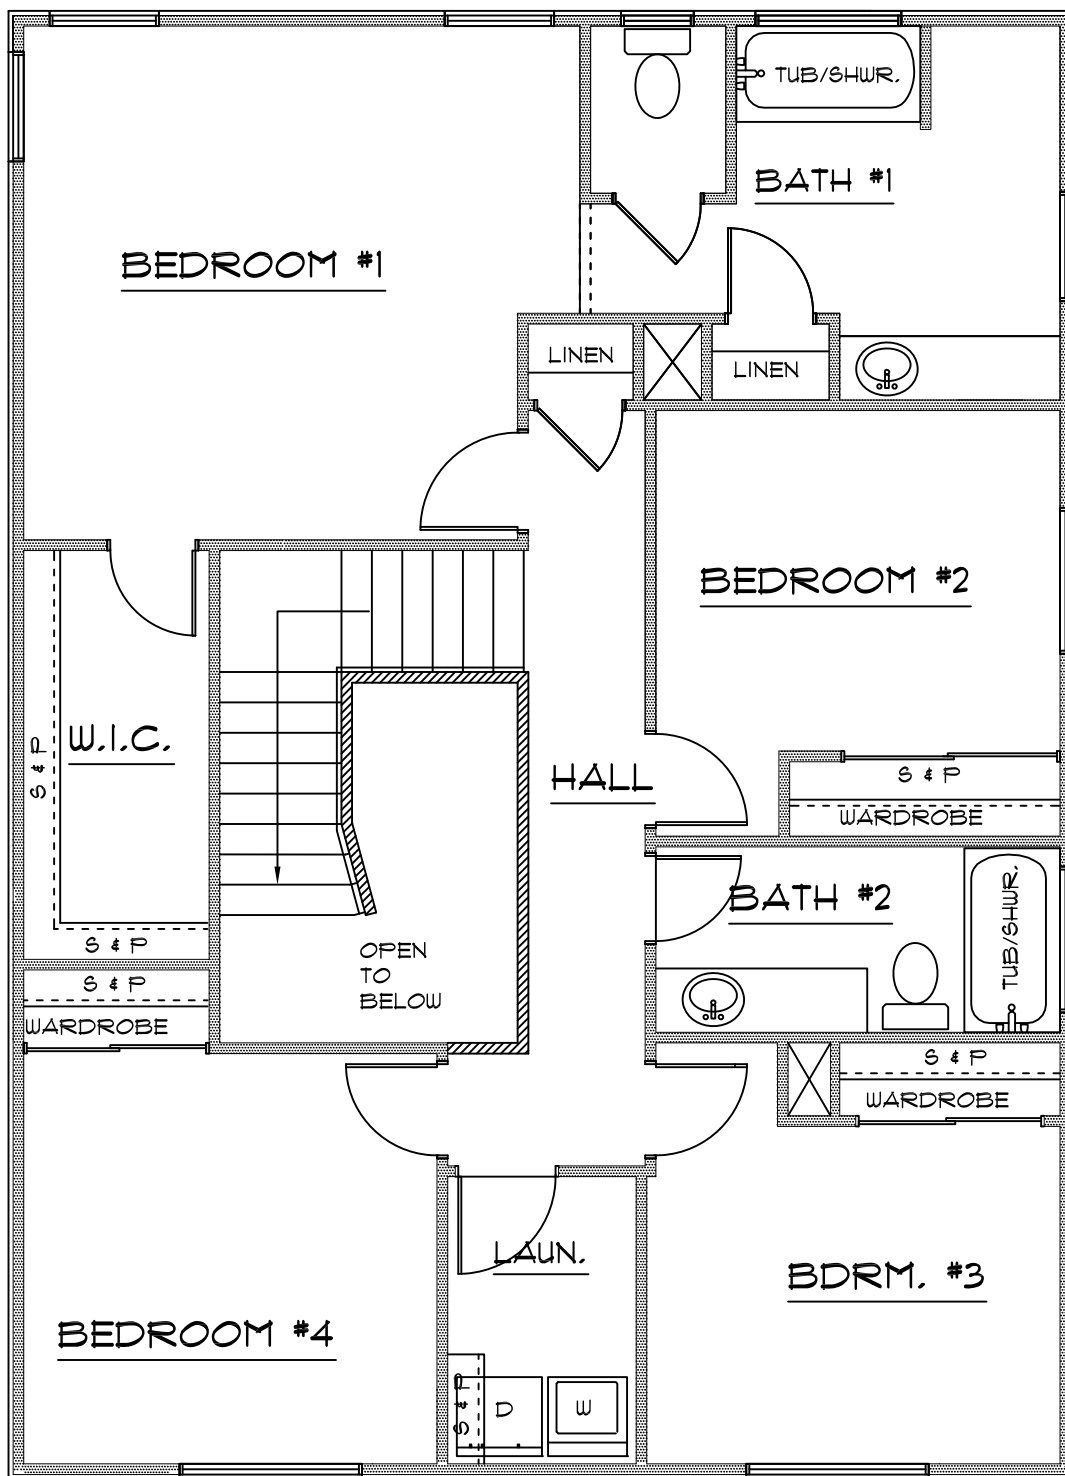 TUB/SHWR.
BATH #1
BEDROOM #1
LINEN
LINEN
BEDROOM #2
S & P
W.I.C.
HALL
S & P
WARDROBE
BATH #2
TUB/SHWR.
S & P
OPEN
TO
BELOW
S & P
WARDROBE
S & P
WARDROBE
LAUN.
BDRM. #3
BEDROOM #4
S & P
D
W